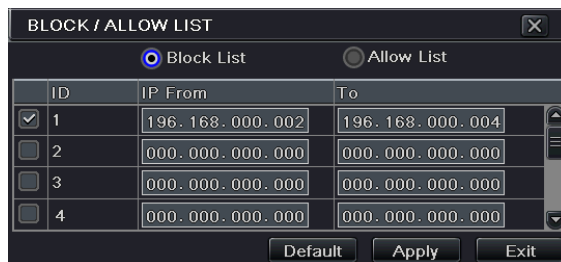 BLOCK / ALLOW LIST
Block List Allow List
ID IP From To
1 196.168.000.002 196.168.000.004
2 000.000.000.000 000.000.000.000
3 000.000.000.000 000.000.000.000
4 000.000.000.000 000.000.000.000
Default Apply Exit